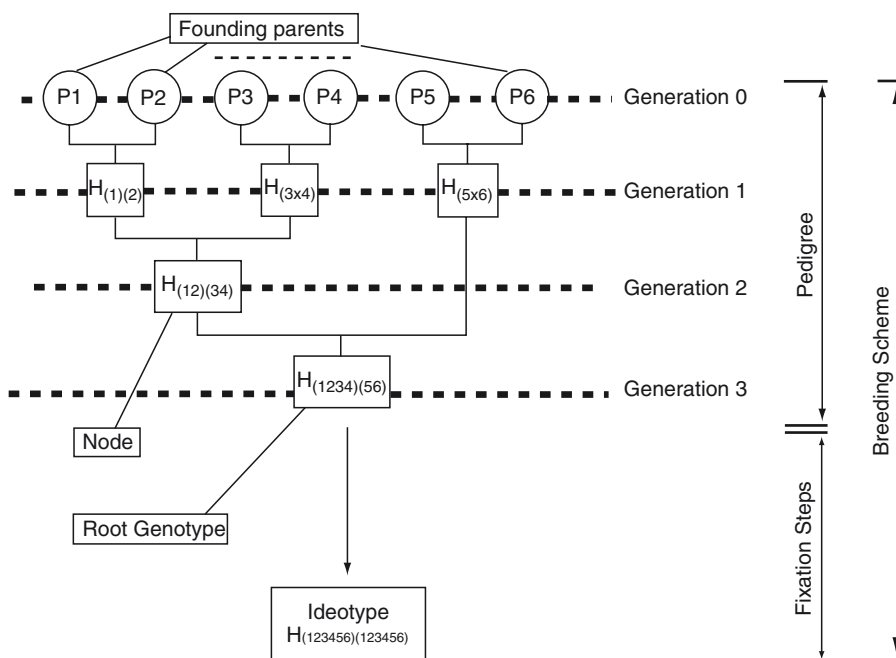 Founding parents
P1 P2 P3 P4 P5 P6 Generation 0
H(1)(2) H(3x4) H(5x6) Generation 1
H(12)(34) Generation 2
H(1234)(56) Generation 3
Node
Root Genotype
Ideotype
H(123456)(123456)
Pedigree
Fixation Steps
Breeding Scheme